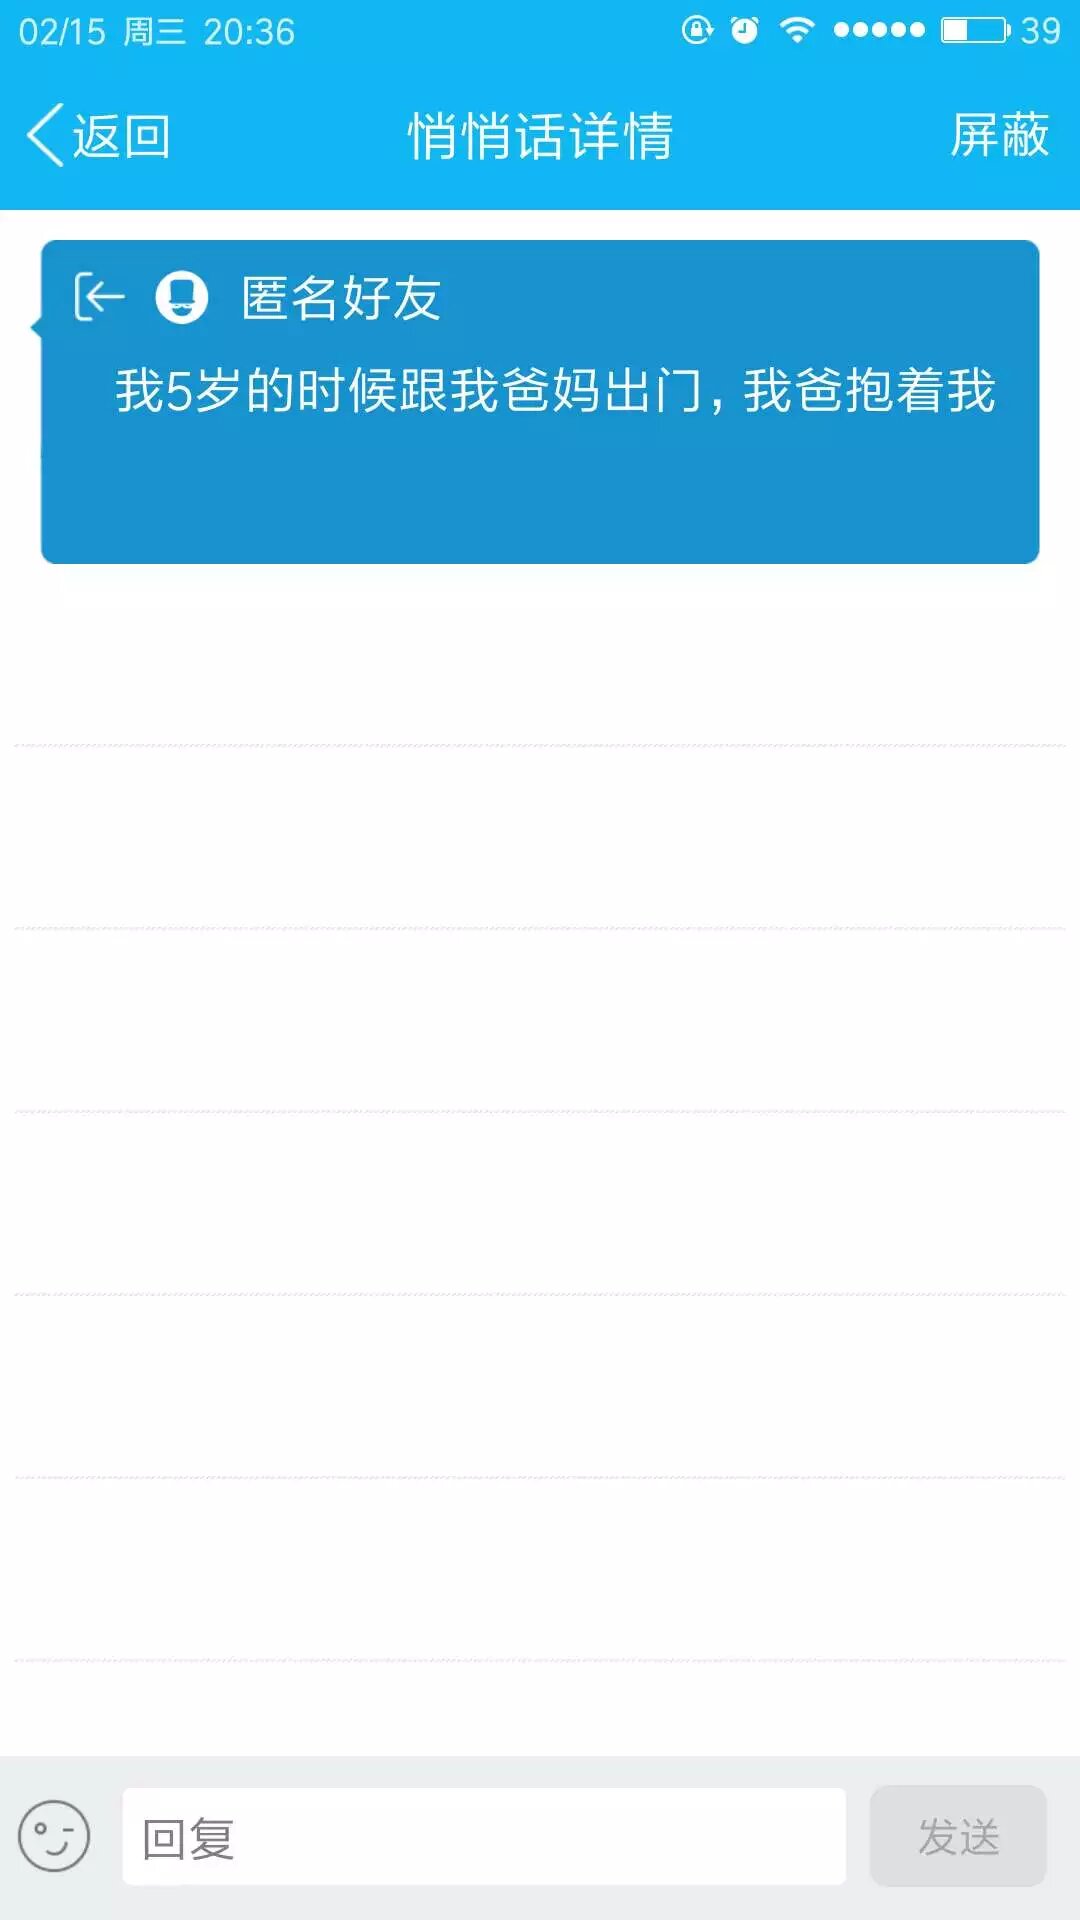 02/15 周三 20:36 39
返回 悄悄话详情 屏蔽
匿名好友
我5岁的时候跟我爸妈出门，我爸抱着我
回复 发送